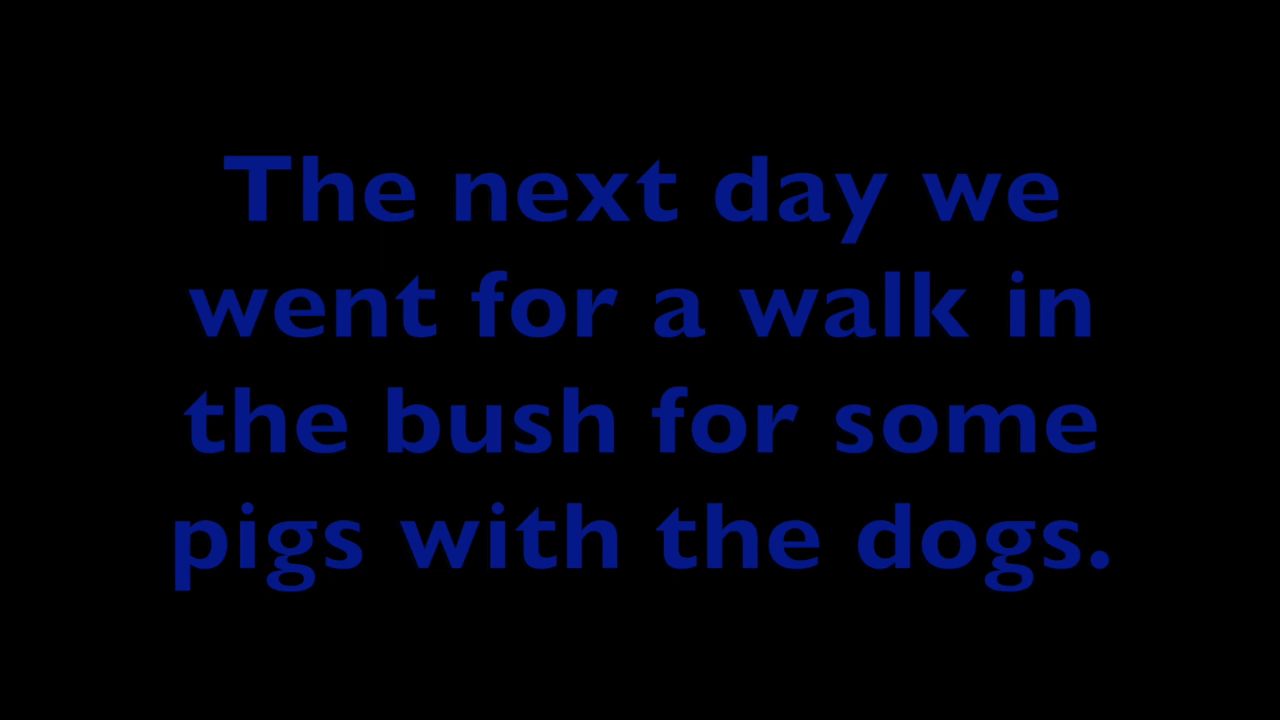 The next day we
went for a walk in
the bush for some
pigs with the dogs.